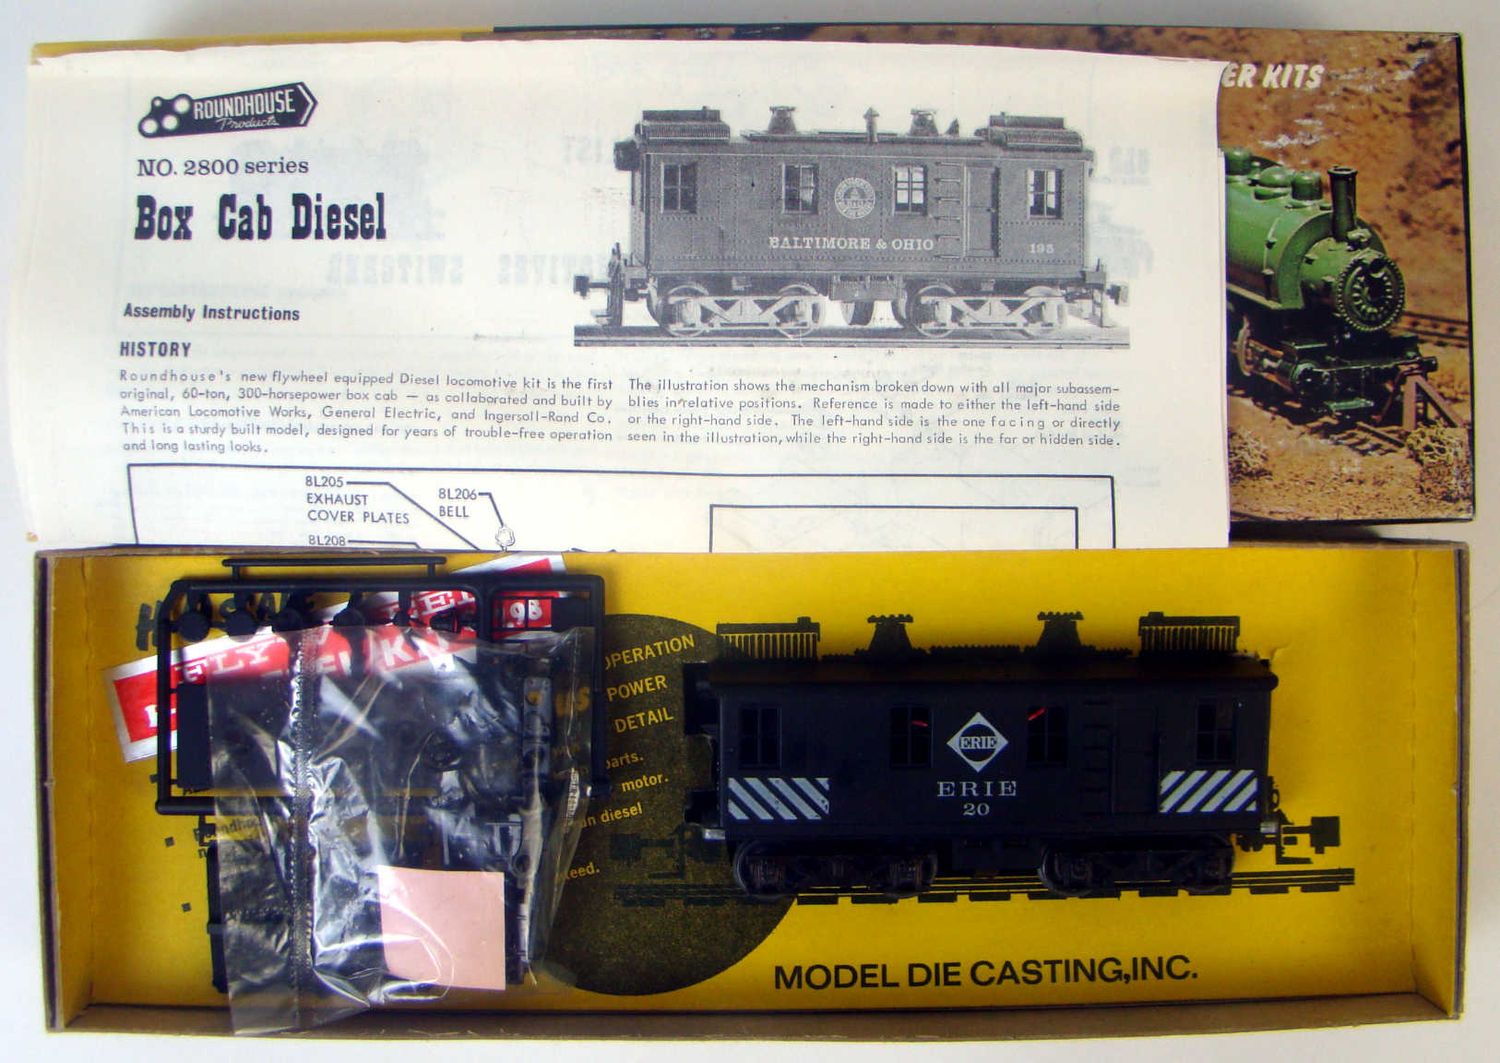 ER KITS
ROUNDHOUSE
Products
NO. 2800 series
Box Cab Diesel
BALTIMORE & OHIO
195
Assembly Instructions
HISTORY
Roundhouse's new flywheel equipped Diesel locomotive kit is the first
original, 60-ton, 300-horsepower box cab — as collaborated and built by
American Locomotive Works, General Electric, and Ingersoll-Rand Co.
This is a sturdy built model, designed for years of trouble-free operation
and long lasting looks.
The illustration shows the mechanism broken down with all major subassem-
blies in relative positions. Reference is made to either the left-hand side
or the right-hand side. The left-hand side is the one facing or directly
seen in the illustration, while the right-hand side is the far or hidden side.
8L205
EXHAUST
COVER PLATES
8L206
BELL
8L208
OPERATION
POWER
DETAIL
parts.
motor.
an diesel
eed.
ERIE
ERIE
20
MODEL DIE CASTING, INC.